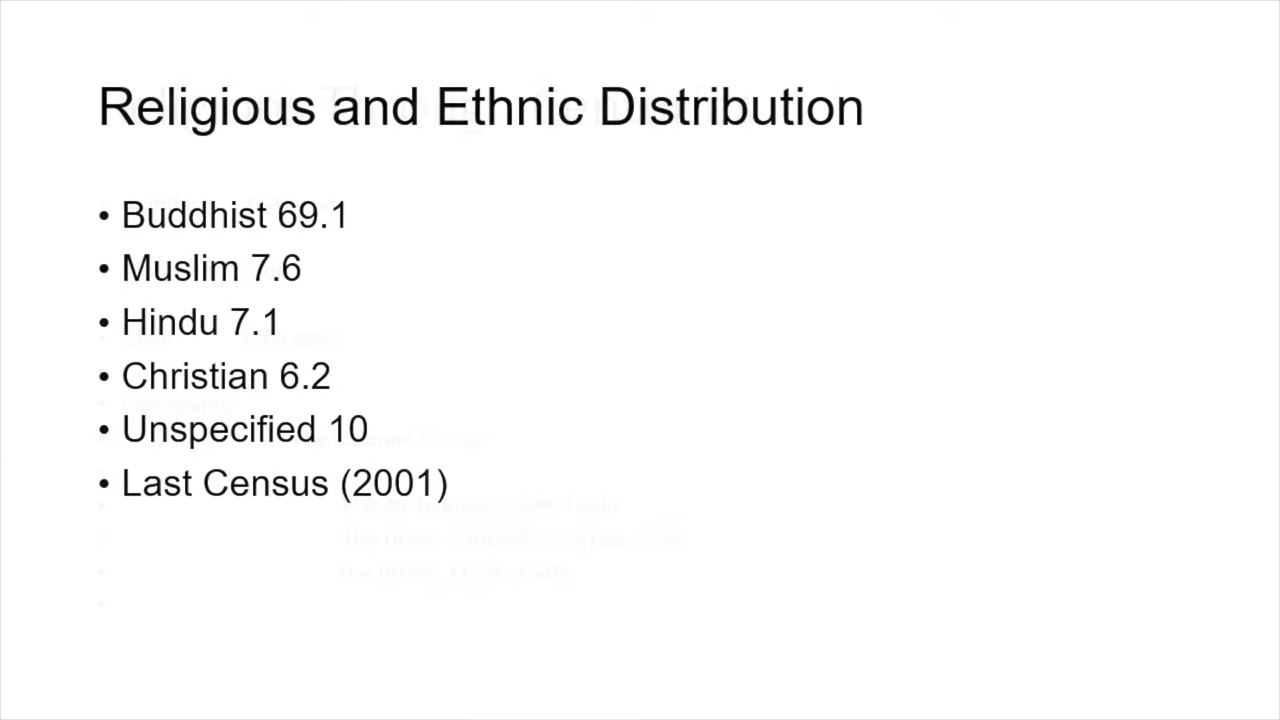 Religious and Ethnic Distribution
• Buddhist 69.1
• Muslim 7.6
• Hindu 7.1
• Christian 6.2
• Unspecified 10
• Last Census (2001)